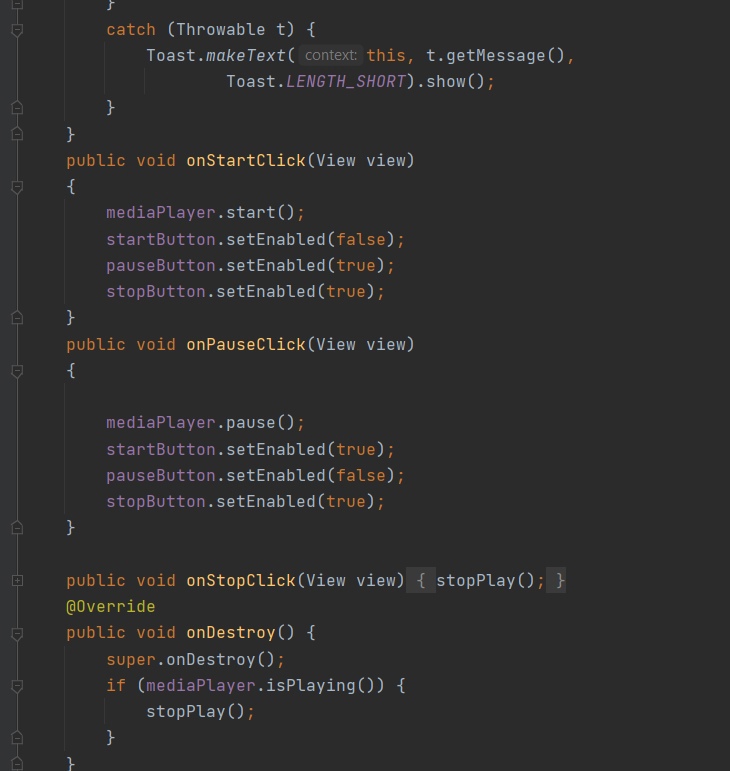 }
catch (Throwable t) {
Toast.makeText( context: this, t.getMessage(),
Toast.LENGTH_SHORT).show();
}
}
public void onStartClick(View view)
{
mediaPlayer.start();
startButton.setEnabled(false);
pauseButton.setEnabled(true);
stopButton.setEnabled(true);
}
public void onPauseClick(View view)
{
mediaPlayer.pause();
startButton.setEnabled(true);
pauseButton.setEnabled(false);
stopButton.setEnabled(true);
}
public void onStopClick(View view) { stopPlay(); }
@Override
public void onDestroy() {
super.onDestroy();
if (mediaPlayer.isPlaying()) {
stopPlay();
}
}